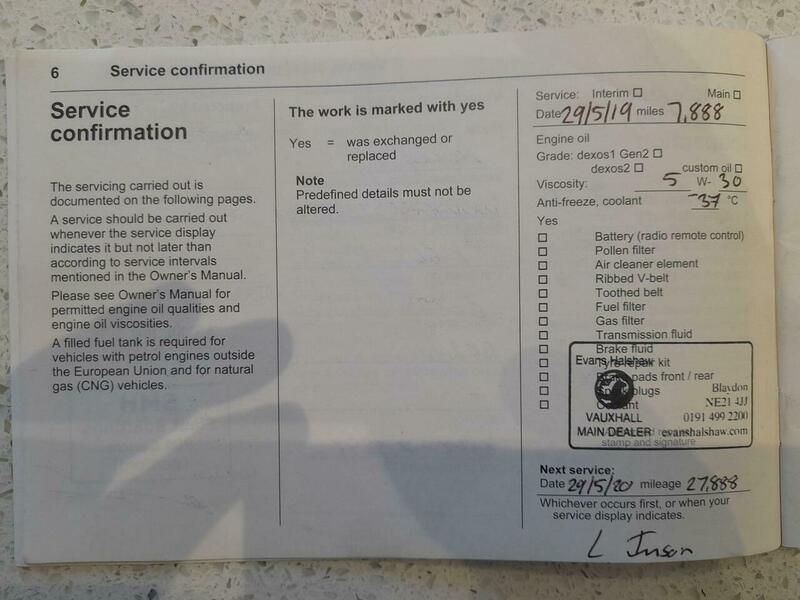 6 Service confirmation
Service
confirmation
The servicing carried out is
documented on the following pages.
A service should be carried out
whenever the service display
indicates it but not later than
according to service intervals
mentioned in the Owner's Manual.
Please see Owner's Manual for
permitted engine oil qualities and
engine oil viscosities.
A filled fuel tank is required for
vehicles with petrol engines outside
the European Union and for natural
gas (CNG) vehicles.
The work is marked with yes
Yes = was exchanged or
replaced
Note
Predefined details must not be
altered.
Service: Interim ☐ Main ☐
Date 29/5/19 miles 7,888
Engine oil
Grade: dexos1 Gen2 ☐
dexos2 ☐ custom oil ☐
Viscosity: 5 W- 30
Anti-freeze, coolant -37 °C
Yes
☐ Battery (radio remote control)
☐ Pollen filter
☐ Air cleaner element
☐ Ribbed V-belt
☐ Toothed belt
☐ Fuel filter
☐ Gas filter
☐ Transmission fluid
☐ Brake fluid
☐ Tyre repair kit
☐ Brake pads front / rear
☐ Spark plugs
☐ Coolant
Evans Halshaw
Blaydon
NE21 4JJ
VAUXHALL 0191 499 2200
MAIN DEALER evanshalshaw.com
stamp and signature
Next service:
Date 29/5/20 mileage 27,888
Whichever occurs first, or when your
service display indicates.